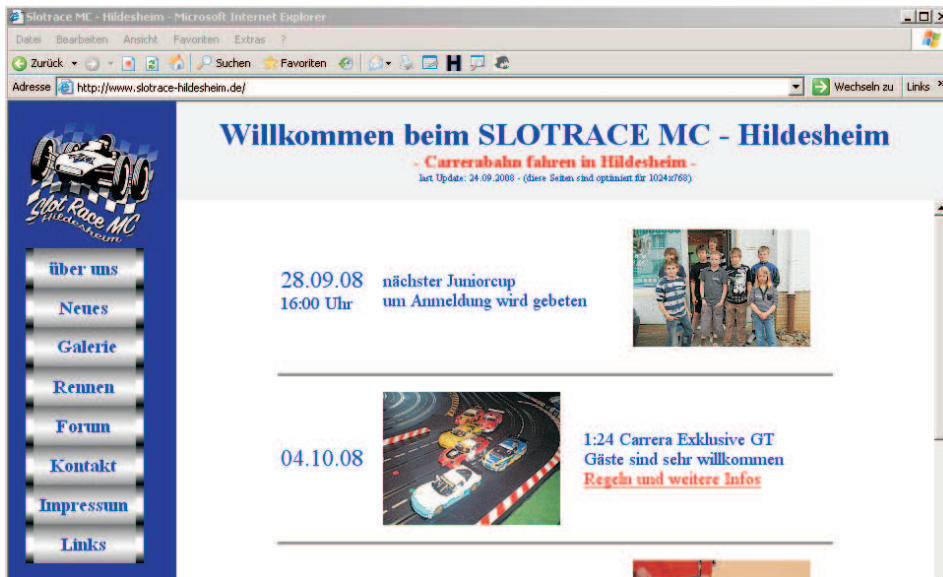 Slotrace MC - Hildesheim - Microsoft Internet Explorer
Datei Bearbeiten Ansicht Favoriten Extras ?
Zurück Suchen Favoriten H
Adresse http://www.slotrace-hildesheim.de/ Wechseln zu Links »
Slot Race MC
Hildesheim
über uns
Neues
Galerie
Rennen
Forum
Kontakt
Impressum
Links
Willkommen beim SLOTRACE MC - Hildesheim
- Carrerabahn fahren in Hildesheim -
last Update: 24.09.2008 - (diese Seiten sind optimiert für 1024x768)
28.09.08
16:00 Uhr
nächster Juniorcup
um Anmeldung wird gebeten
04.10.08
1:24 Carrera Exklusive GT
Gäste sind sehr willkommen
Regeln und weitere Infos